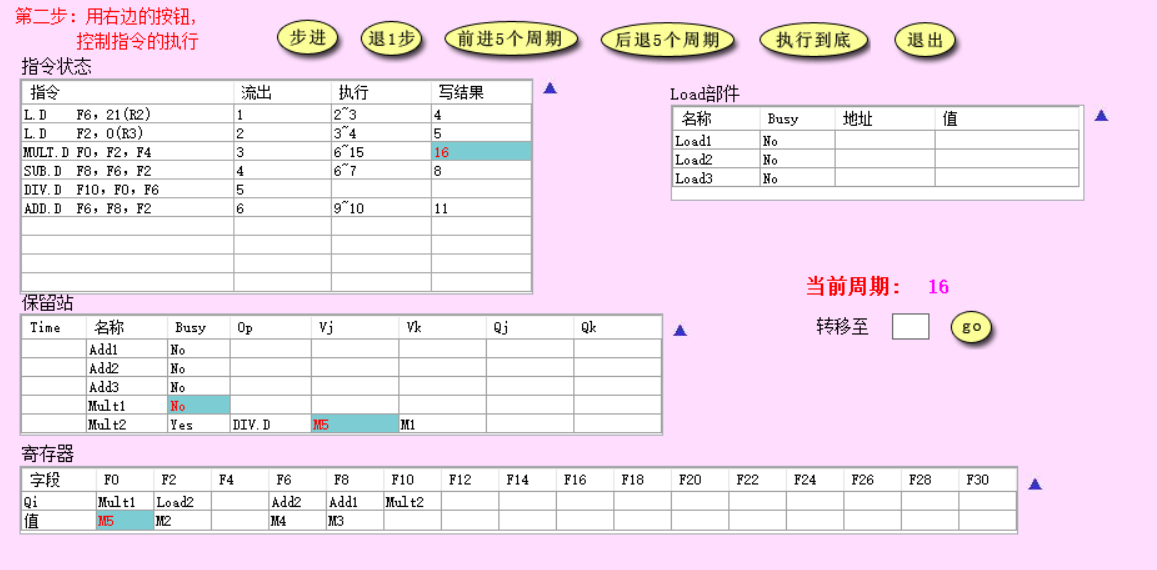 第二步：用右边的按钮，
控制指令的执行
步进 退1步 前进5个周期 后退5个周期 执行到底 退出
指令状态
指令 流出 执行 写结果
L.D F6, 21(R2) 1 2~3 4
L.D F2, 0(R3) 2 3~4 5
MULT.D F0, F2, F4 3 6~15 16
SUB.D F8, F6, F2 4 6~7 8
DIV.D F10, F0, F6 5
ADD.D F6, F8, F2 6 9~10 11
Load部件
名称 Busy 地址 值
Load1 No
Load2 No
Load3 No
当前周期： 16
转移至 go
保留站
Time 名称 Busy Op Vj Vk Qj Qk
Add1 No
Add2 No
Add3 No
Mult1 No
Mult2 Yes DIV.D M5 M1
寄存器
字段 F0 F2 F4 F6 F8 F10 F12 F14 F16 F18 F20 F22 F24 F26 F28 F30
Qi Mult1 Load2 Add2 Add1 Mult2
值 M5 M2 M4 M3